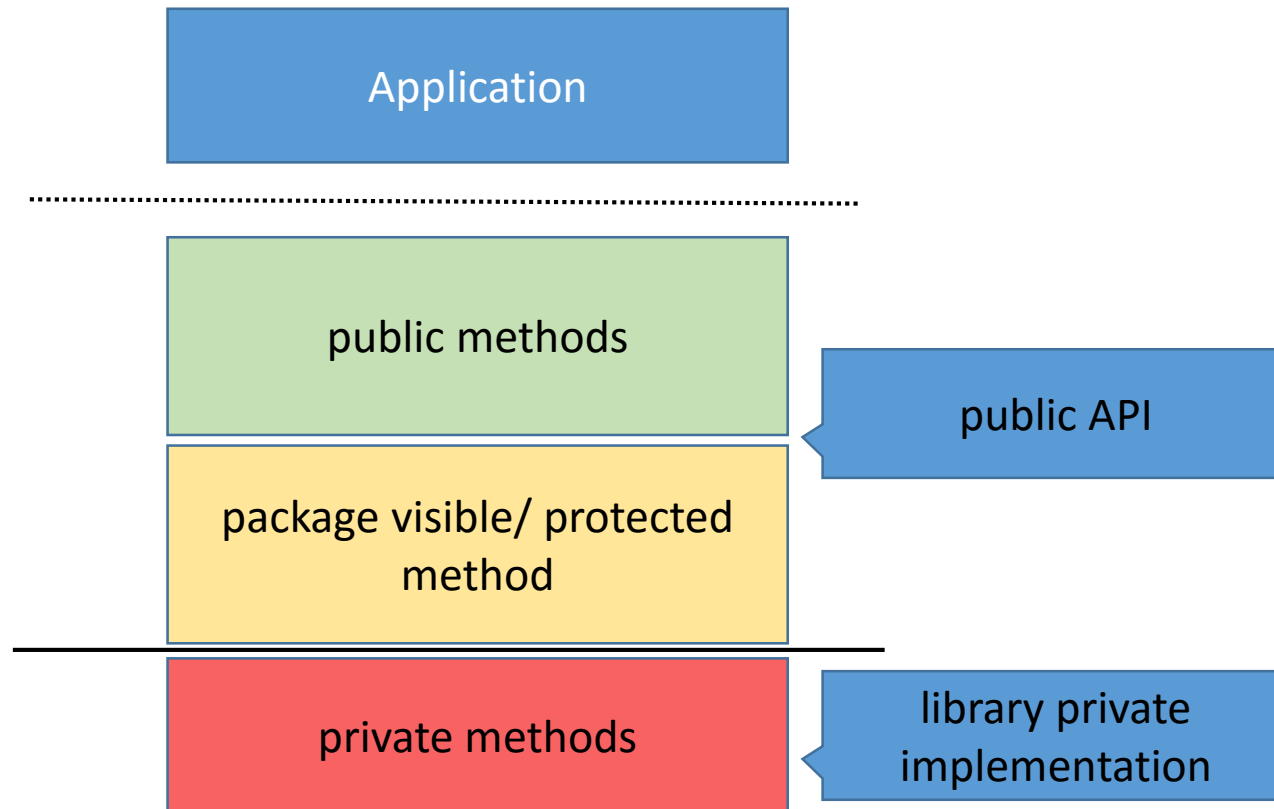 Application
public methods
public API
package visible/ protected
method
private methods
library private
implementation